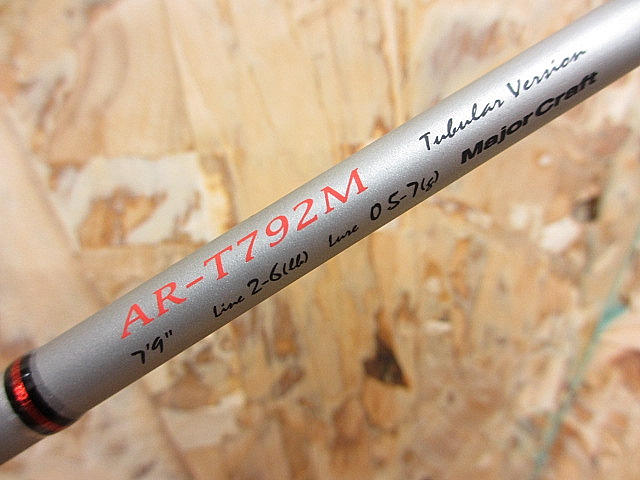 AR-T792M
Tubular Version
7'9" Line 2-6(lb) Lure 0 5-7(g) MajorCraft